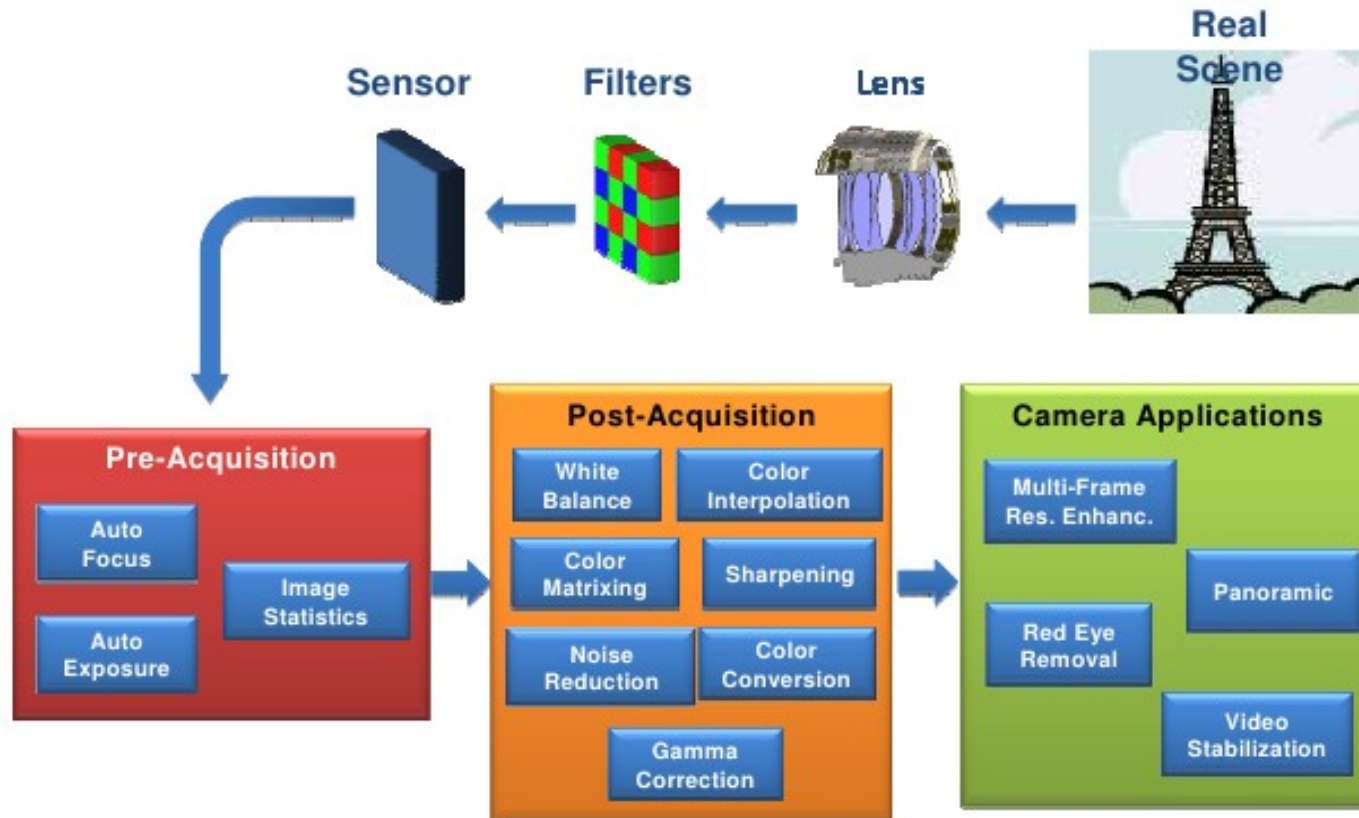 Real
Scene
Sensor
Filters
Lens
Pre-Acquisition
Auto
Focus
Image
Statistics
Auto
Exposure
Post-Acquisition
White
Balance
Color
Interpolation
Color
Matrixing
Sharpening
Noise
Reduction
Color
Conversion
Gamma
Correction
Camera Applications
Multi-Frame
Res. Enhanc.
Panoramic
Red Eye
Removal
Video
Stabilization